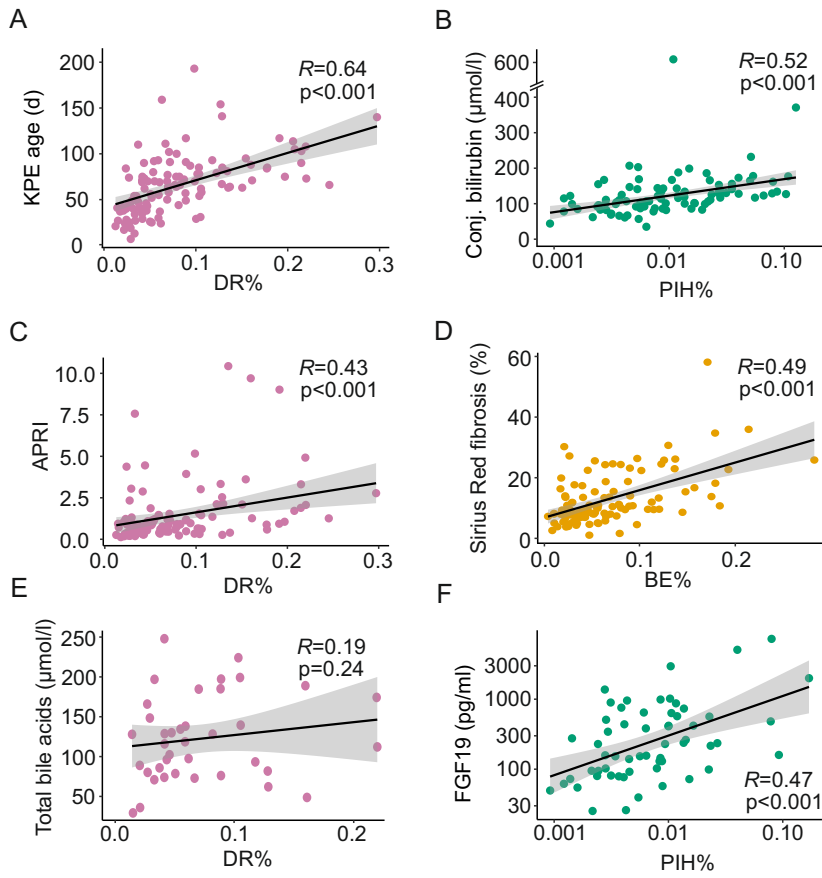 A
KPE age (d)
200
150
100
50
0
R=0.64
p<0.001
0.0
0.1
0.2
0.3
DR%
B
Conj. bilirubin (µmol/l)
600
400
300
200
100
0
R=0.52
p<0.001
0.001
0.01
0.10
PIH%
C
APRI
10.0
7.5
5.0
2.5
0.0
R=0.43
p<0.001
0.0
0.1
0.2
0.3
DR%
D
Sirius Red fibrosis (%)
60
40
20
0
R=0.49
p<0.001
0.0
0.1
0.2
BE%
E
Total bile acids (µmol/l)
250
200
150
100
50
R=0.19
p=0.24
0.0
0.1
0.2
DR%
F
FGF19 (pg/ml)
3000
1000
300
100
30
R=0.47
p<0.001
0.001
0.01
0.10
PIH%